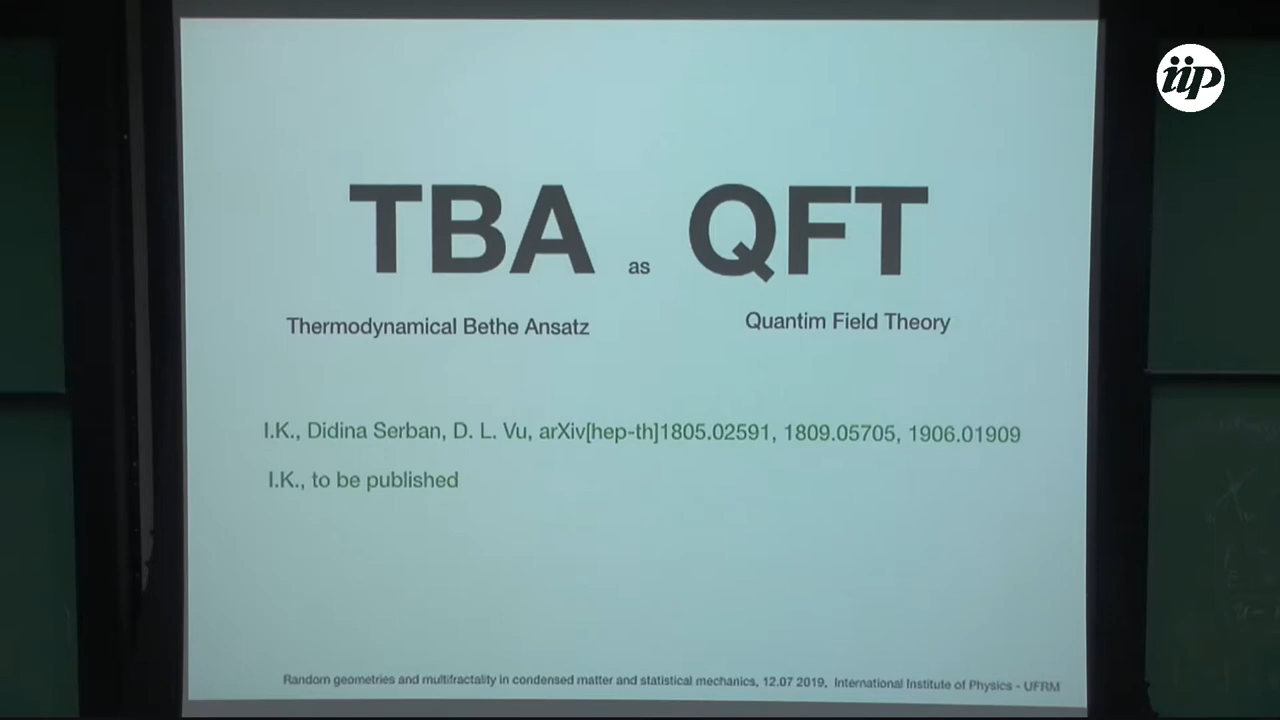 iip
TBA as QFT
Thermodynamical Bethe Ansatz Quantim Field Theory
I.K., Didina Serban, D. L. Vu, arXiv[hep-th]1805.02591, 1809.05705, 1906.01909
I.K., to be published
Random geometries and multifractality in condensed matter and statistical mechanics, 12.07 2019, International Institute of Physics - UFRM